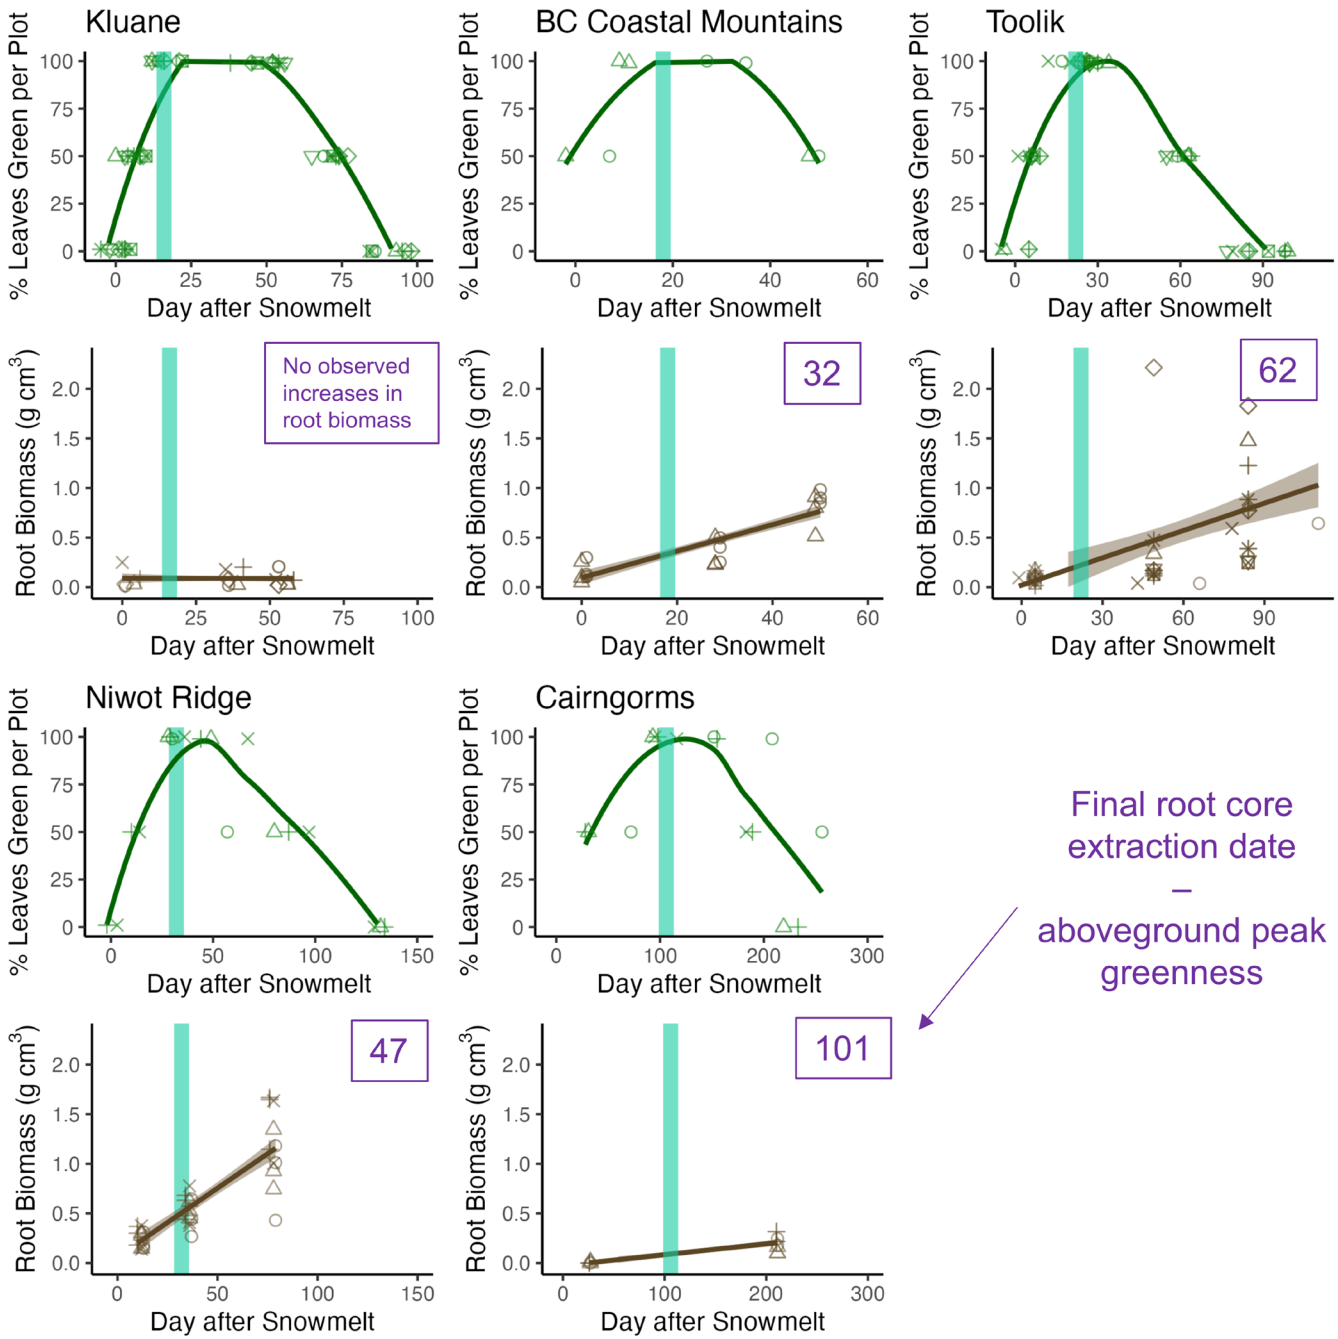 Kluane
% Leaves Green per Plot
100
75
50
25
0
0 25 50 75 100
Day after Snowmelt
BC Coastal Mountains
% Leaves Green per Plot
100
75
50
25
0
0 20 40 60
Day after Snowmelt
Toolik
% Leaves Green per Plot
100
75
50
25
0
0 30 60 90
Day after Snowmelt
Root Biomass (g cm³)
2.0
1.5
1.0
0.5
0.0
No observed
increases in
root biomass
0 25 50 75 100
Day after Snowmelt
Root Biomass (g cm³)
2.0
1.5
1.0
0.5
0.0
32
0 20 40 60
Day after Snowmelt
Root Biomass (g cm³)
2.0
1.5
1.0
0.5
0.0
62
0 30 60 90
Day after Snowmelt
Niwot Ridge
% Leaves Green per Plot
100
75
50
25
0
0 50 100 150
Day after Snowmelt
Cairngorms
% Leaves Green per Plot
100
75
50
25
0
0 100 200 300
Day after Snowmelt
Final root core
extraction date
–
aboveground peak
greenness
Root Biomass (g cm³)
2.0
1.5
1.0
0.5
0.0
47
0 50 100 150
Day after Snowmelt
Root Biomass (g cm³)
2.0
1.5
1.0
0.5
0.0
101
0 100 200 300
Day after Snowmelt